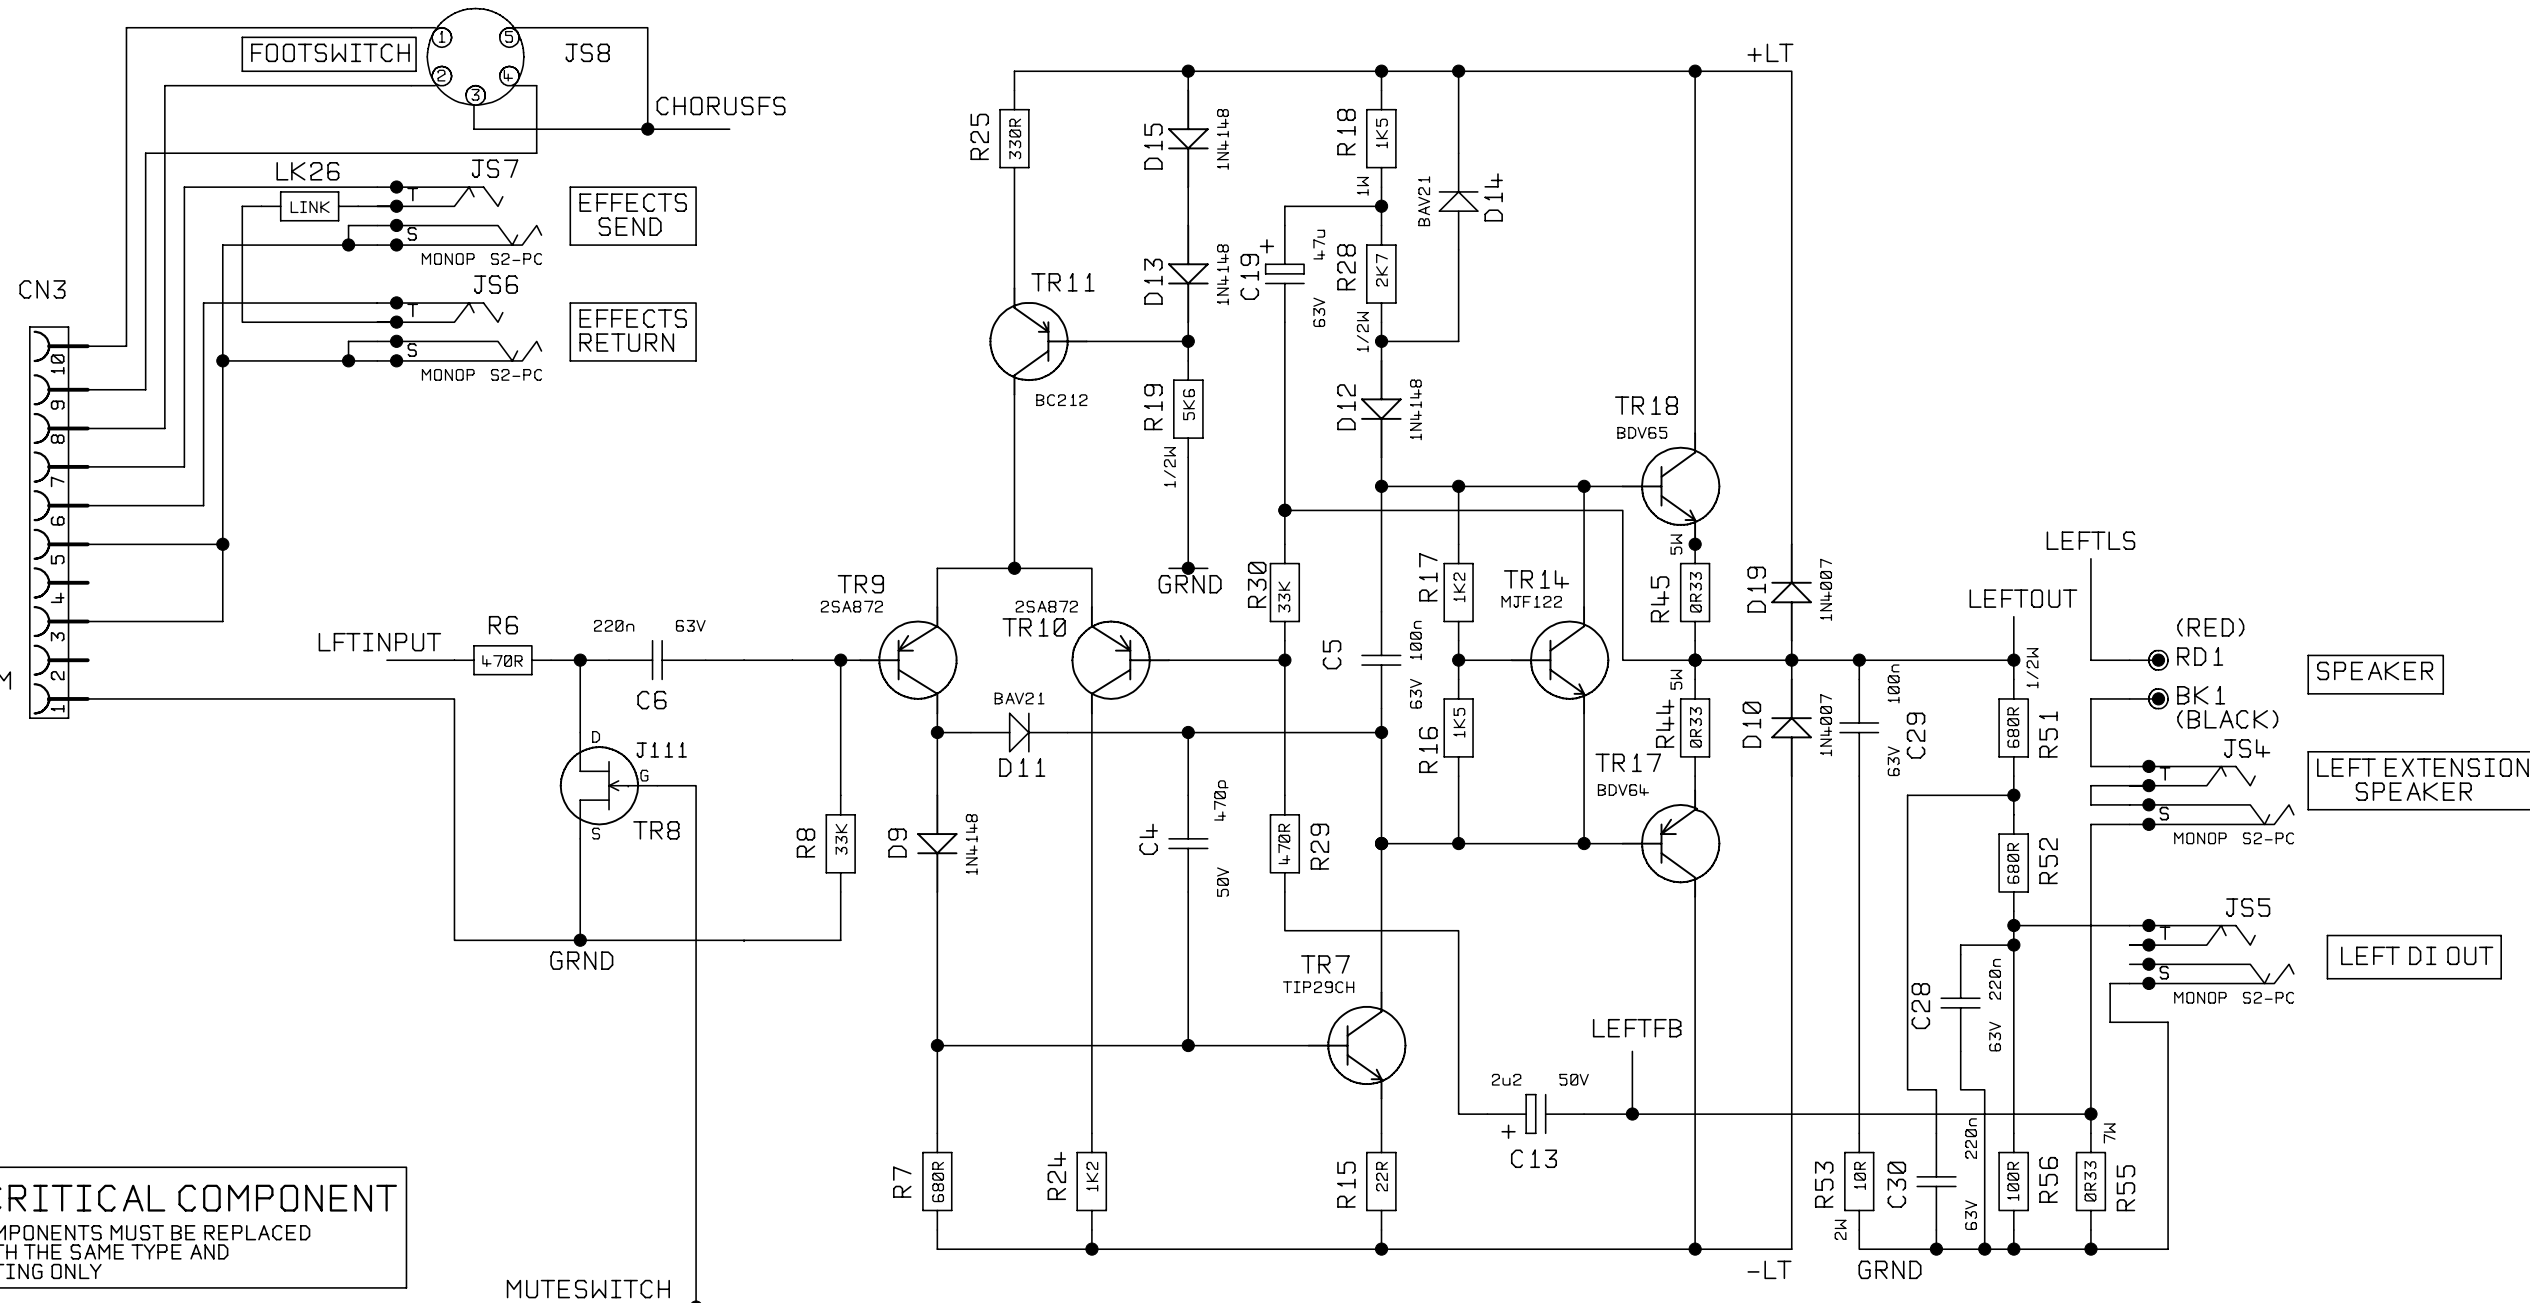 FOOTSWITCH
1
5
2
4
3
JS8
CHORUSFS
LK26
LINK
JS7
T
S
MONOP S2-PC
EFFECTS
SEND
JS6
T
S
MONOP S2-PC
EFFECTS
RETURN
CN3
10
9
8
7
6
5
4
3
2
1
M
LFTINPUT
R6
470R
220n
63V
C6
D
J111
G
S
TR8
GRND
R8
33K
MUTESWITCH
CRITICAL COMPONENT
MPONENTS MUST BE REPLACED
TH THE SAME TYPE AND
TING ONLY
+LT
R25
330R
D15
1N4148
D13
1N4148
TR11
BC212
R19
5K6
1/2W
GRND
C19
+
47u
63V
R18
1K5
1W
R28
2K7
1/2W
BAV21
D14
D12
1N4148
TR9
2SA872
2SA872
TR10
BAV21
D11
D9
1N4148
C4
470p
50V
R30
33K
R29
470R
C5
100n
63V
R17
1K2
R16
1K5
TR14
MJF122
TR18
BDV65
5W
R45
0R33
5W
R44
0R33
TR17
BDV64
D19
1N4007
D10
1N4007
100n
63V
C29
TR7
TIP29CH
R7
680R
R24
1K2
R15
22R
LEFTFB
2u2
50V
+
C13
-LT
LEFTOUT
1/2W
680R
R51
680R
R52
C28
220n
63V
R53
10R
2W
C30
220n
63V
100R
R56
7W
0R33
R55
GRND
LEFTLS
(RED)
RD1
BK1
(BLACK)
SPEAKER
JS4
T
S
MONOP S2-PC
LEFT EXTENSION
SPEAKER
JS5
T
S
MONOP S2-PC
LEFT DI OUT